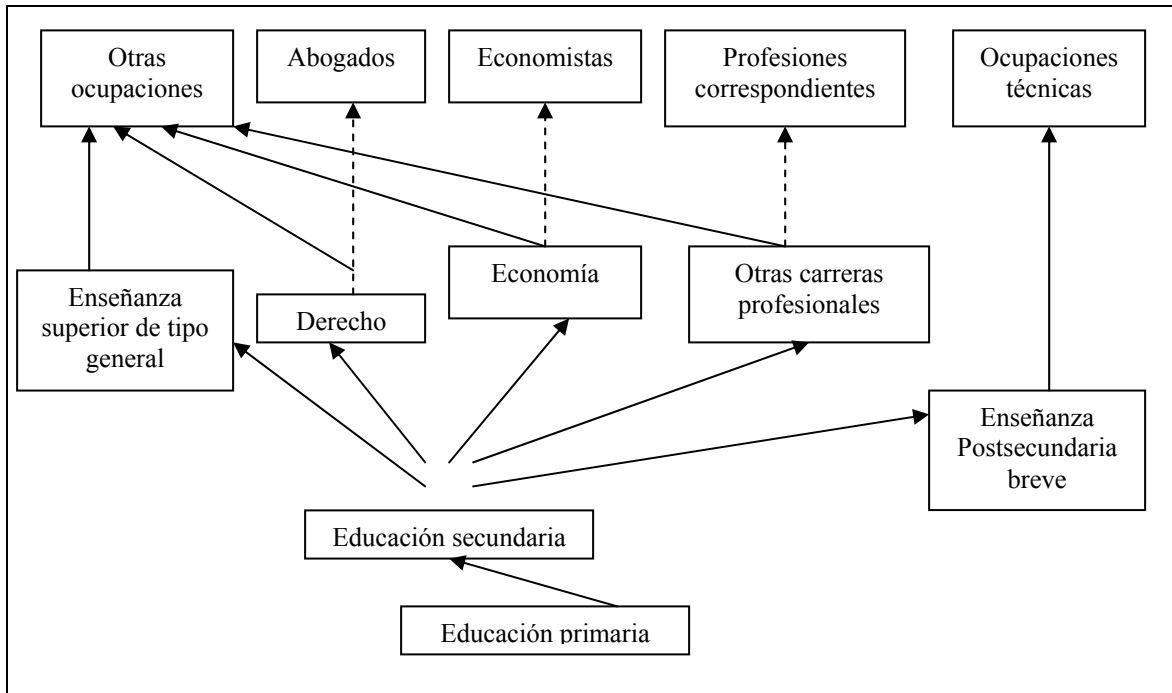 Otras
ocupaciones
Abogados
Economistas
Profesiones
correspondientes
Ocupaciones
técnicas
Enseñanza
superior de tipo
general
Derecho
Economía
Otras carreras
profesionales
Enseñanza
Postsecundaria
breve
Educación secundaria
Educación primaria